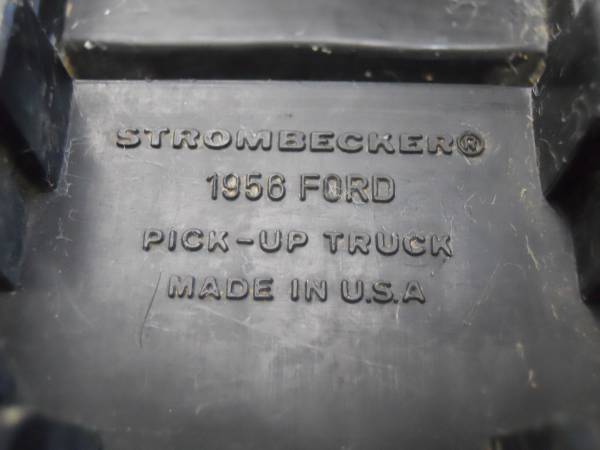 STROMBECKER®
1956 FORD
PICK-UP TRUCK
MADE IN U.S.A